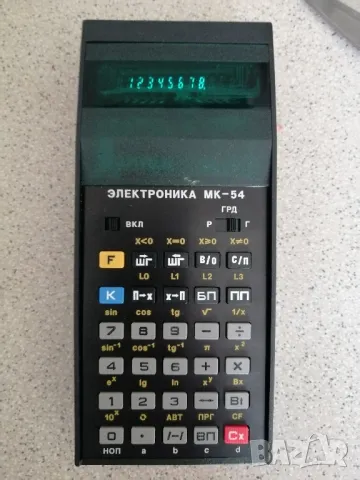 12345678.
ЭЛЕКТРОНИКА МК-54
ГРД
ВКЛ Р Г
X<0 X=0 X≥0 X≠0
F ШГ ШГ В/О С/П
L0 L1 L2 L3
K П→x x→П БП ПП
sin cos tg √ 1/x
7 8 9 − ÷
sin⁻¹ cos⁻¹ tg⁻¹ π x²
4 5 6 + ×
eˣ lg ln xʸ Bx
1 2 3 ⟷ B↑
10ˣ АВТ ПРГ CF
0 . /−/ ВП Cx
НОП a b c d
BAZAR